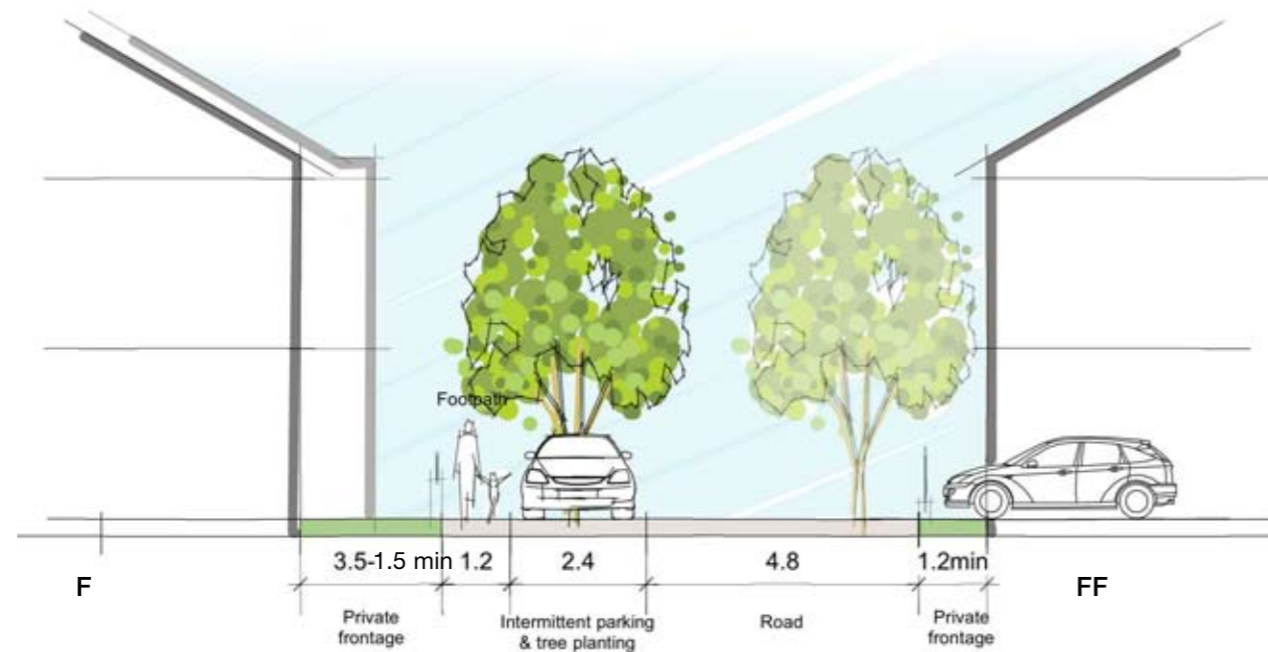 Footpath
3.5-1.5 min 1.2 2.4 4.8 1.2min
F FF
Private
frontage
Intermittent parking
& tree planting
Road
Private
frontage